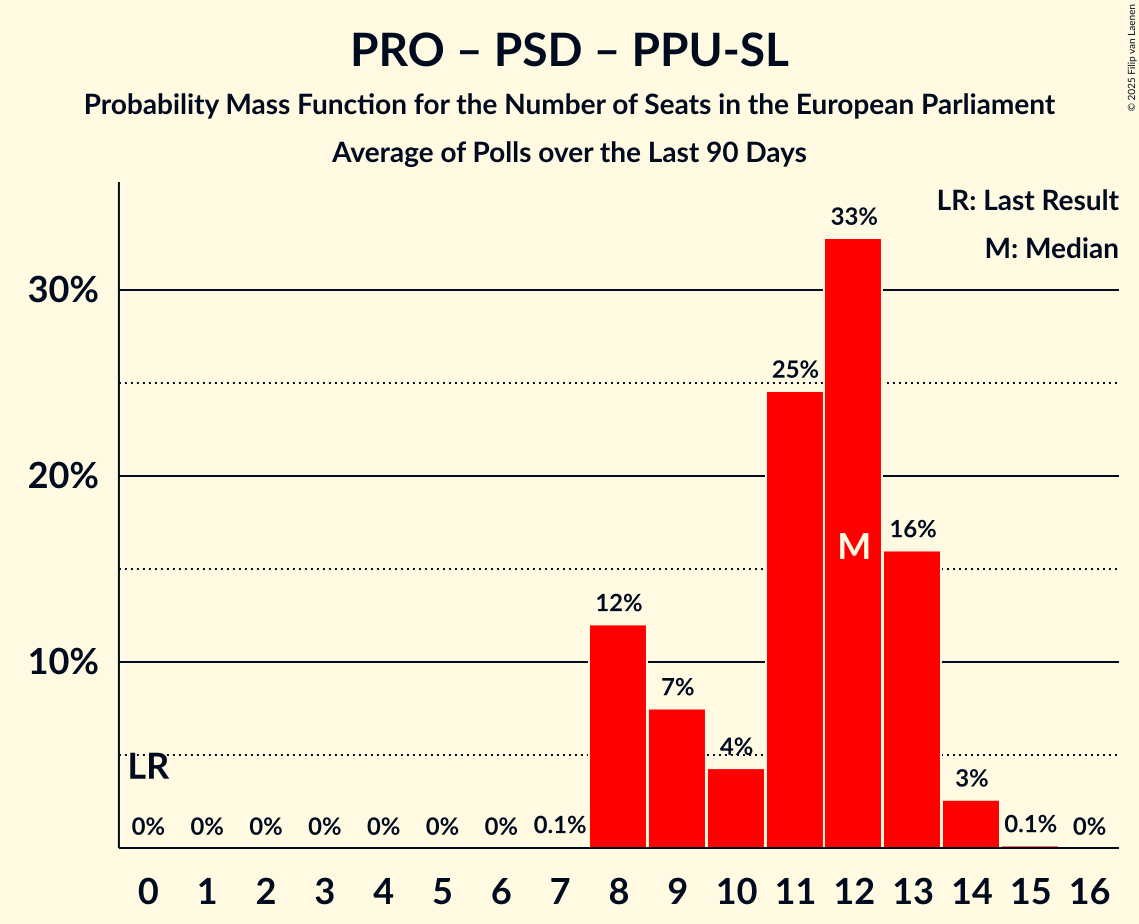 PRO – PSD – PPU-SL
Probability Mass Function for the Number of Seats in the European Parliament
Average of Polls over the Last 90 Days
© 2025 Filip van Laenen
LR: Last Result
M: Median
33%
30%
25%
20%
16%
M
12%
10%
7%
4%
LR
3%
0% 0% 0% 0% 0% 0% 0% 0.1% 0.1% 0%
0 1 2 3 4 5 6 7 8 9 10 11 12 13 14 15 16